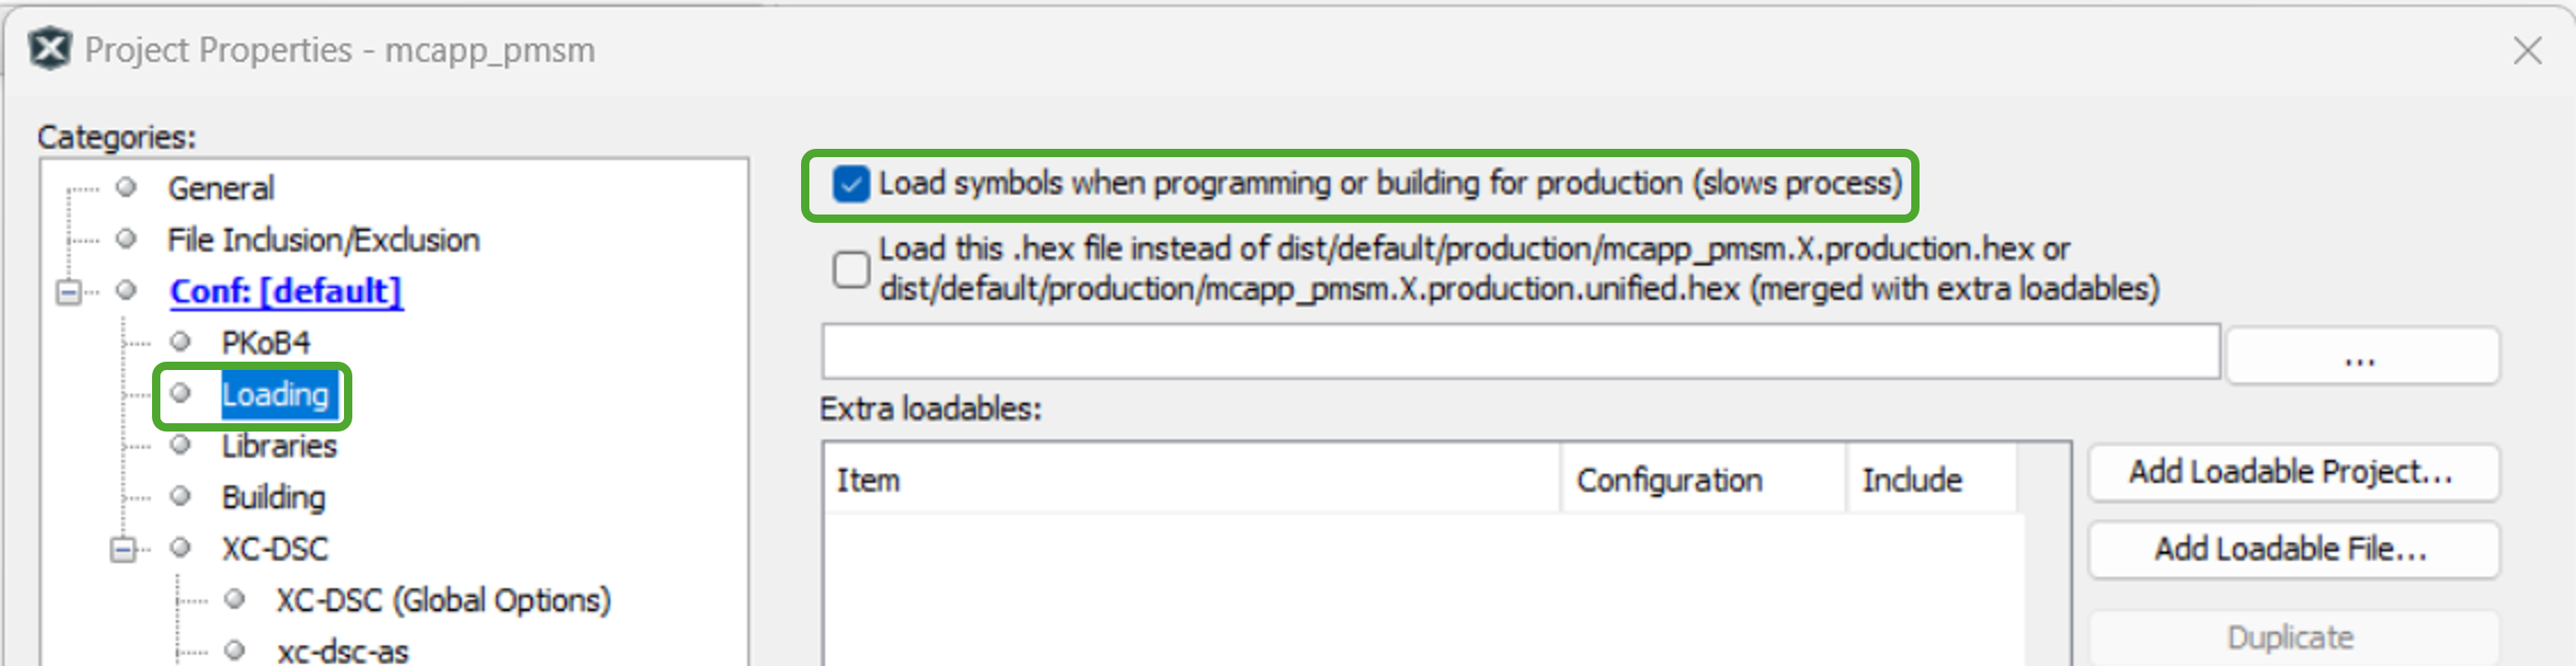 Project Properties - mcapp_pmsm
Categories:
General
File Inclusion/Exclusion
Conf: [default]
PKoB4
Loading
Libraries
Building
XC-DSC
XC-DSC (Global Options)
xc-dsc-as
Load symbols when programming or building for production (slows process)
Load this .hex file instead of dist/default/production/mcapp_pmsm.X.production.hex or
dist/default/production/mcapp_pmsm.X.production.unified.hex (merged with extra loadables)
...
Extra loadables:
Item Configuration Include
Add Loadable Project...
Add Loadable File...
Duplicate